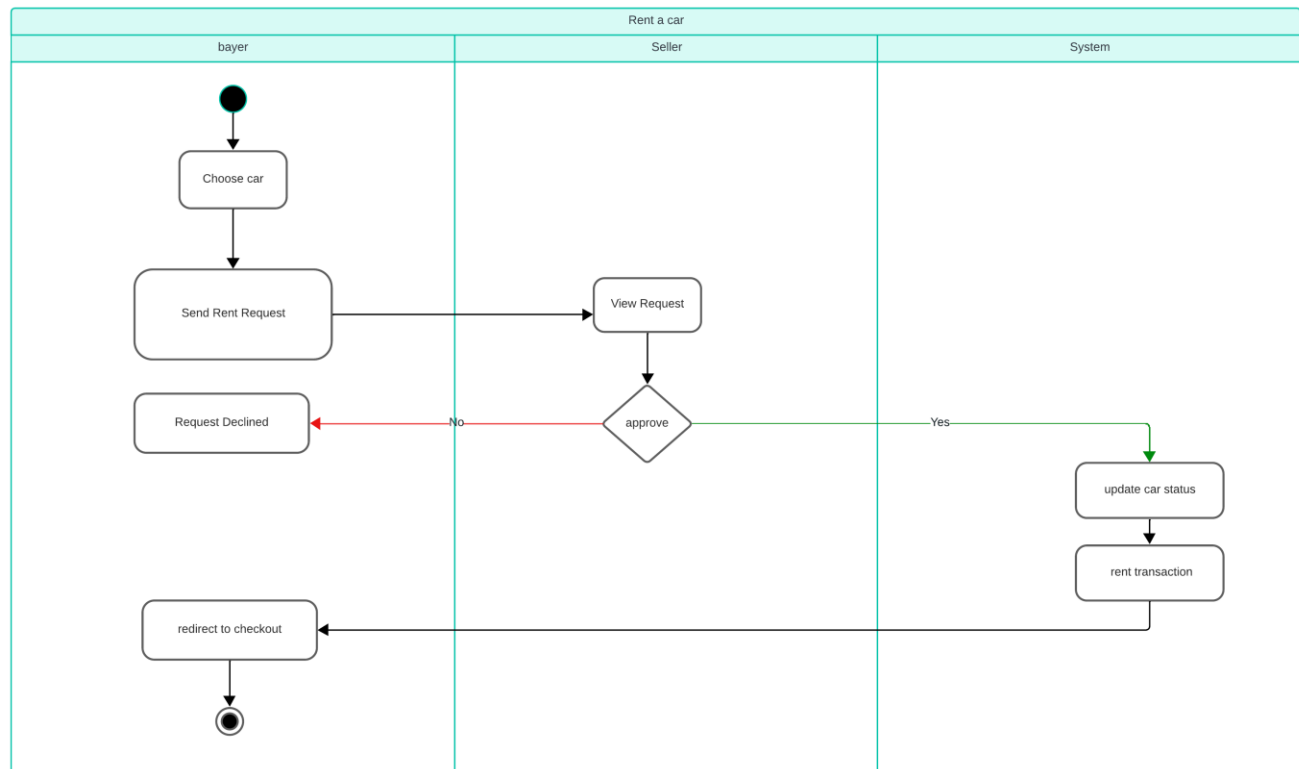 Rent a car
bayer
Seller
System
Choose car
Send Rent Request
View Request
Request Declined
No
approve
Yes
update car status
rent transaction
redirect to checkout